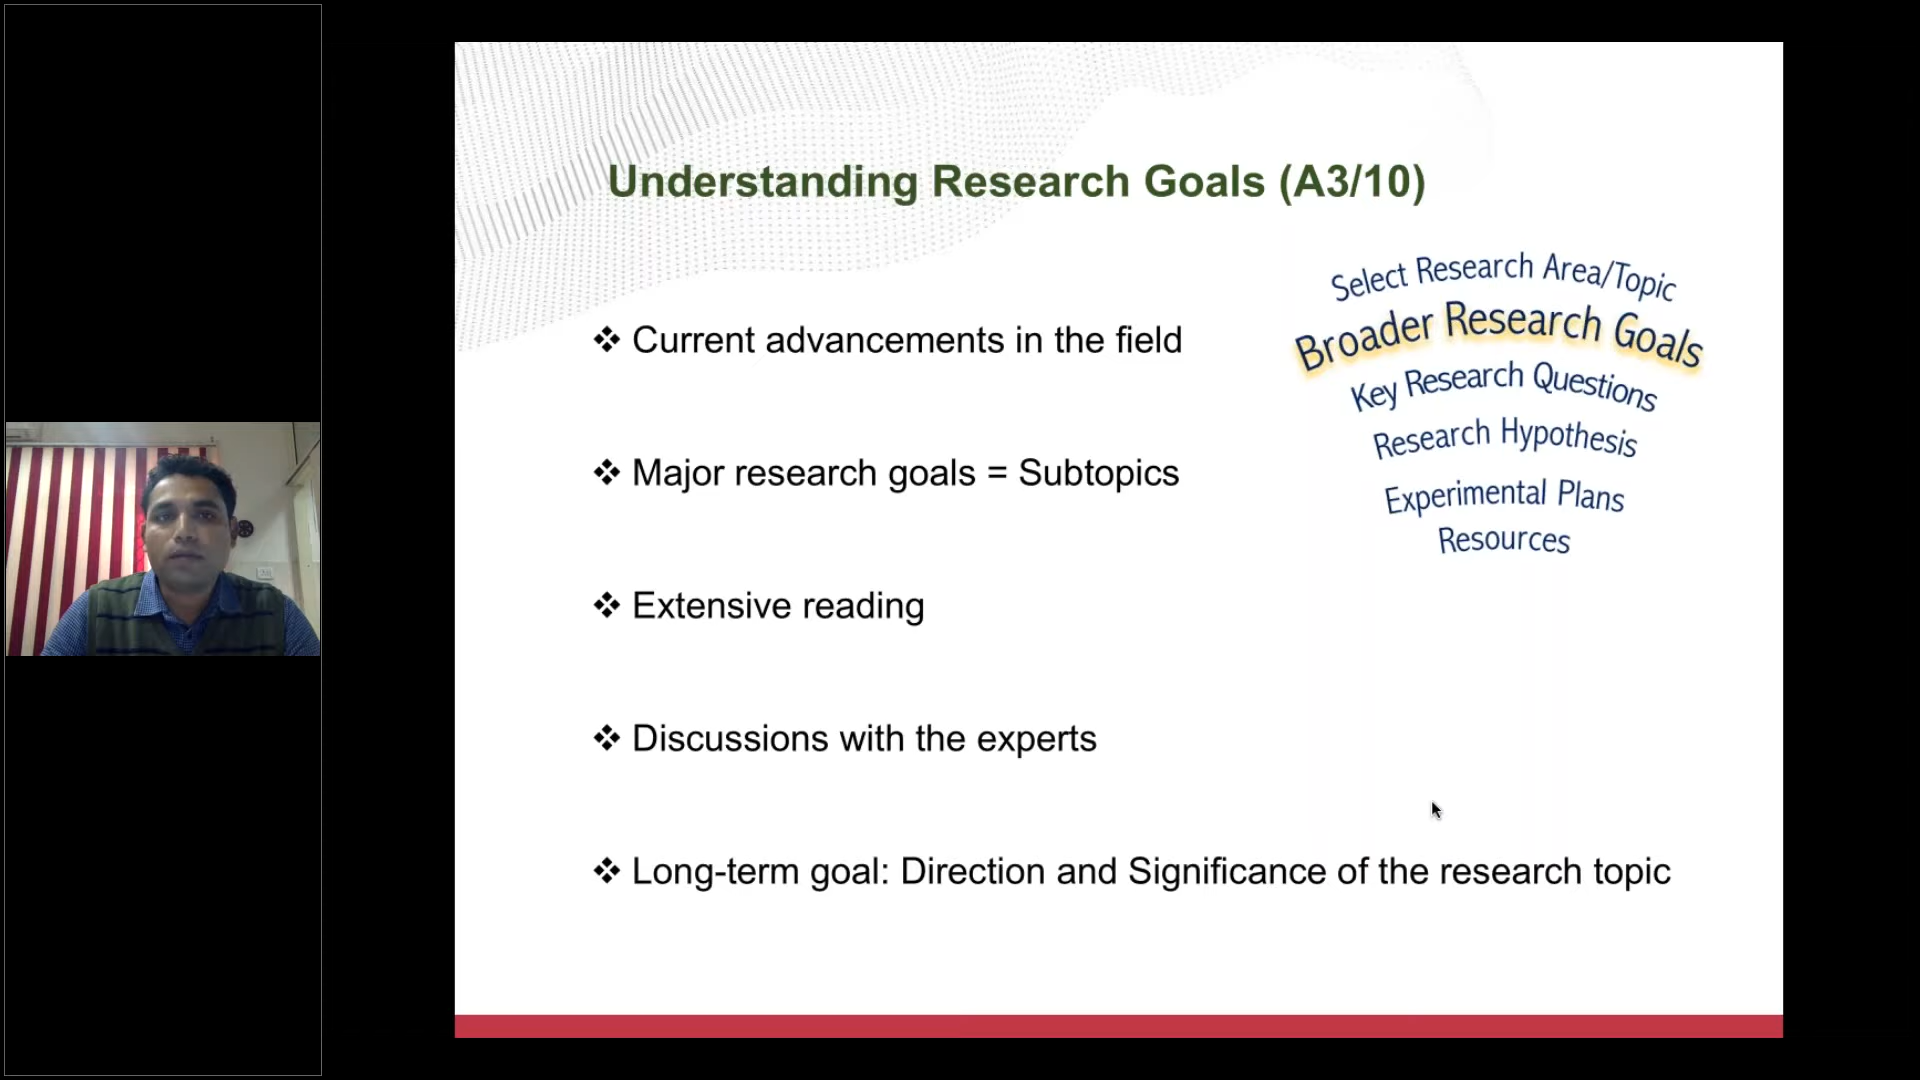 Understanding Research Goals (A3/10)
❖ Current advancements in the field
❖ Major research goals = Subtopics
❖ Extensive reading
❖ Discussions with the experts
❖ Long-term goal: Direction and Significance of the research topic
Select Research Area/Topic
Broader Research Goals
Key Research Questions
Research Hypothesis
Experimental Plans
Resources